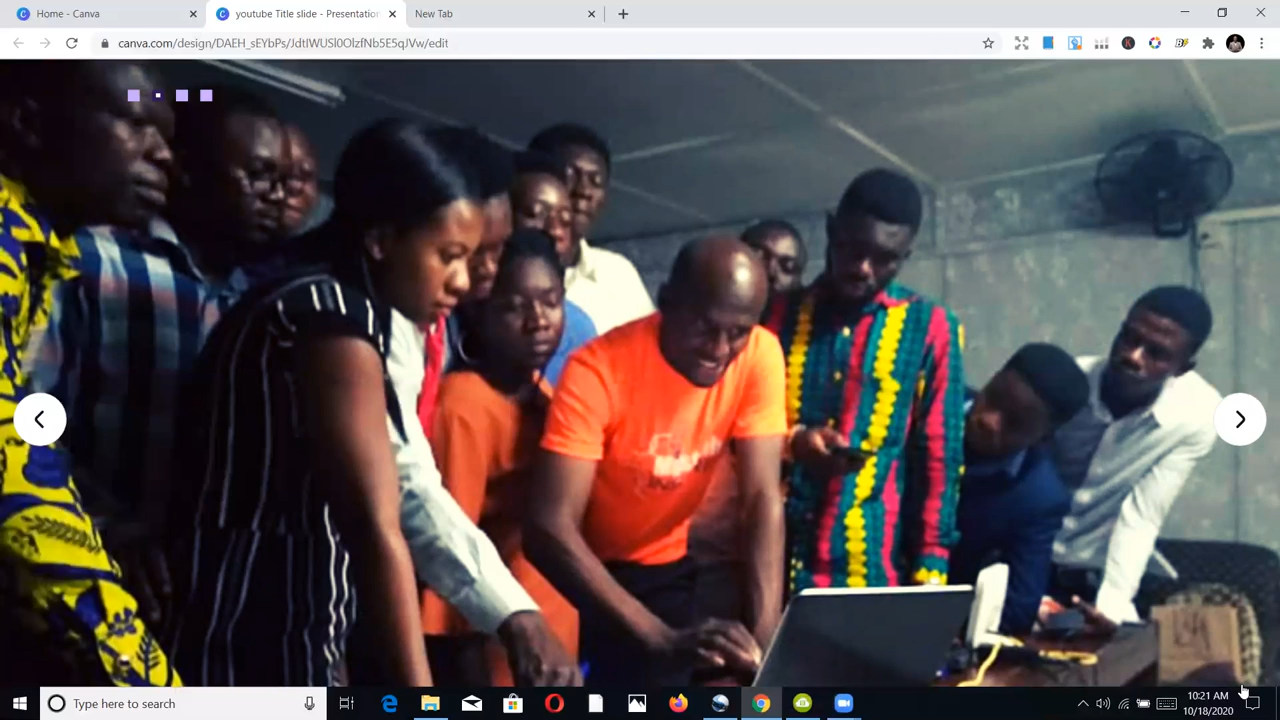 Home - Canva
youtube Title slide - Presentation
New Tab
canva.com/design/DAEH_sEYbPs/JdtIWUSl0OlzfNb5E5qJVw/edit
Type here to search
10:21 AM
10/18/2020